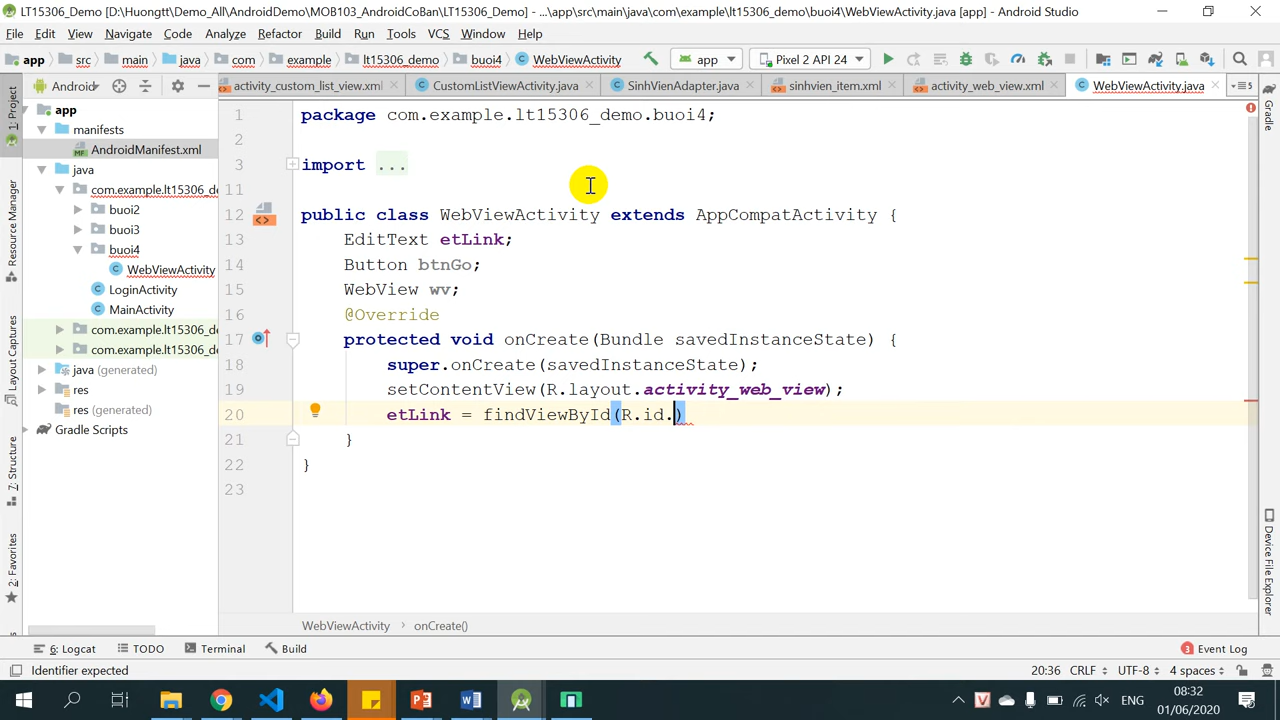 LT15306_Demo [D:\Huongtt\Demo_All\AndroidDemo\MOB103_AndroidCoBan\LT15306_Demo] - ...\app\src\main\java\com\example\lt15306_demo\buoi4\WebViewActivity.java [app] - Android Studio
File Edit View Navigate Code Analyze Refactor Build Run Tools VCS Window Help
app src main java com example lt15306_demo buoi4 WebViewActivity app Pixel 2 API 24
Android activity_custom_list_view.xml CustomListViewActivity.java SinhVienAdapter.java sinhvien_item.xml activity_web_view.xml WebViewActivity.java
1: Project
Resource Manager
Layout Captures
7: Structure
2: Favorites
app
manifests
AndroidManifest.xml
java
com.example.lt15306_d
buoi2
buoi3
buoi4
WebViewActivity
LoginActivity
MainActivity
com.example.lt15306_d
com.example.lt15306_d
java (generated)
res
res (generated)
Gradle Scripts
1 package com.example.lt15306_demo.buoi4;
2
3 import ...
11
12 public class WebViewActivity extends AppCompatActivity {
13 EditText etLink;
14 Button btnGo;
15 WebView wv;
16 @Override
17 protected void onCreate(Bundle savedInstanceState) {
18 super.onCreate(savedInstanceState);
19 setContentView(R.layout.activity_web_view);
20 etLink = findViewById(R.id.)
21 }
22 }
23
Gradle
Device File Explorer
WebViewActivity onCreate()
6: Logcat TODO Terminal Build 3 Event Log
Identifier expected 20:36 CRLF UTF-8 4 spaces
ENG 08:32
01/06/2020